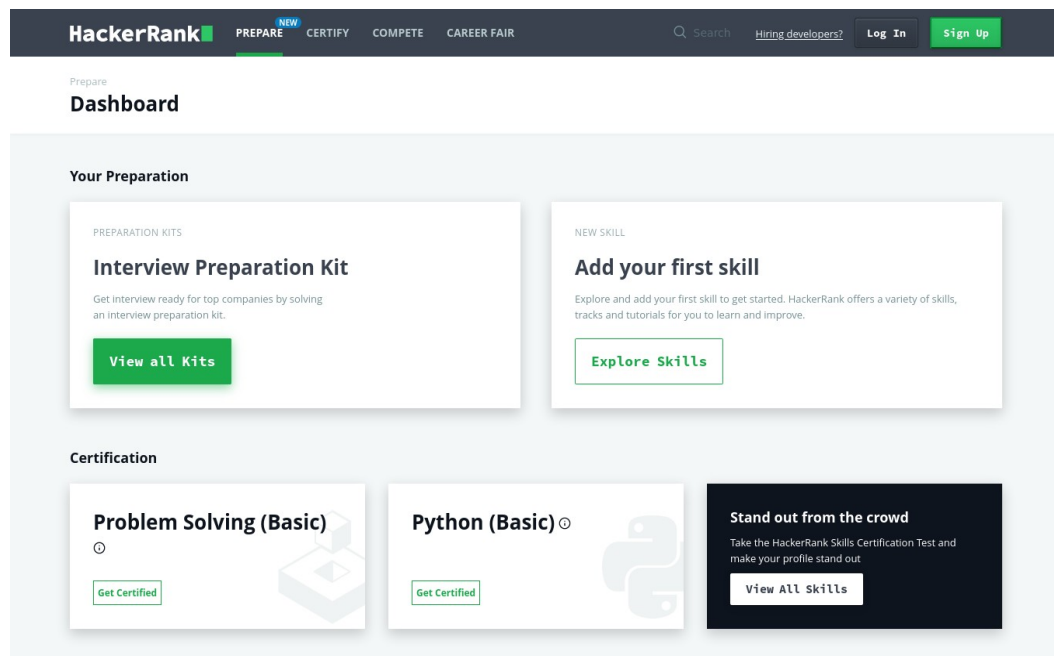 HackerRank PREPARE NEW CERTIFY COMPETE CAREER FAIR Search Hiring developers? Log In Sign Up
Prepare
Dashboard
Your Preparation
PREPARATION KITS
Interview Preparation Kit
Get interview ready for top companies by solving
an interview preparation kit.
View all Kits
NEW SKILL
Add your first skill
Explore and add your first skill to get started. HackerRank offers a variety of skills,
tracks and tutorials for you to learn and improve.
Explore Skills
Certification
Problem Solving (Basic)
Get Certified
Python (Basic)
Get Certified
Stand out from the crowd
Take the HackerRank Skills Certification Test and
make your profile stand out
View All Skills